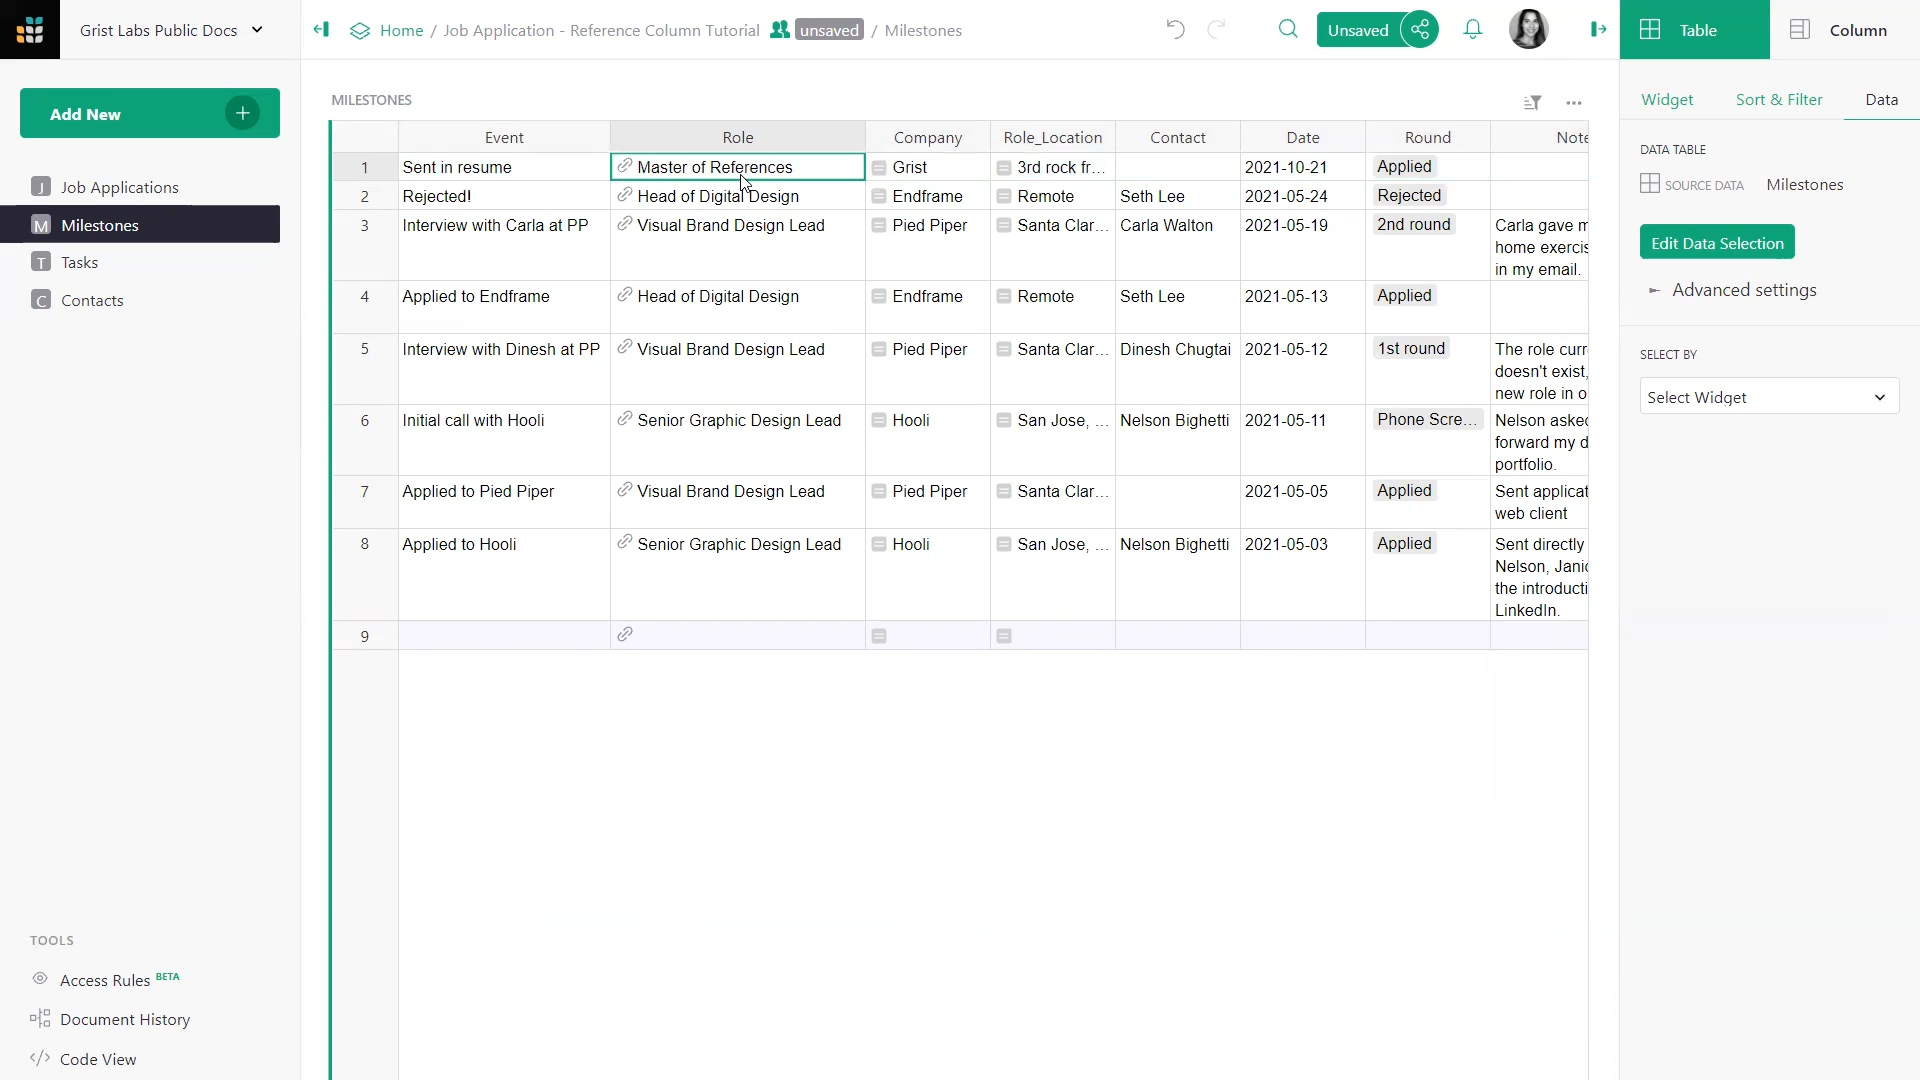 Grist Labs Public Docs
Home / Job Application - Reference Column Tutorial unsaved / Milestones
Unsaved
Table
Column
Add New
J Job Applications
M Milestones
T Tasks
C Contacts
TOOLS
Access Rules BETA
Document History
Code View
MILESTONES
Event Role Company Role_Location Contact Date Round Note
1 Sent in resume Master of References Grist 3rd rock fr... 2021-10-21 Applied
2 Rejected! Head of Digital Design Endframe Remote Seth Lee 2021-05-24 Rejected
3 Interview with Carla at PP Visual Brand Design Lead Pied Piper Santa Clar... Carla Walton 2021-05-19 2nd round Carla gave m
home exercis
in my email.
4 Applied to Endframe Head of Digital Design Endframe Remote Seth Lee 2021-05-13 Applied
5 Interview with Dinesh at PP Visual Brand Design Lead Pied Piper Santa Clar... Dinesh Chugtai 2021-05-12 1st round The role curr
doesn't exist,
new role in o
6 Initial call with Hooli Senior Graphic Design Lead Hooli San Jose, ... Nelson Bighetti 2021-05-11 Phone Scre... Nelson asked
forward my d
portfolio.
7 Applied to Pied Piper Visual Brand Design Lead Pied Piper Santa Clar... 2021-05-05 Applied Sent applicat
web client
8 Applied to Hooli Senior Graphic Design Lead Hooli San Jose, ... Nelson Bighetti 2021-05-03 Applied Sent directly
Nelson, Janic
the introducti
LinkedIn.
9
Widget Sort & Filter Data
DATA TABLE
SOURCE DATA Milestones
Edit Data Selection
Advanced settings
SELECT BY
Select Widget